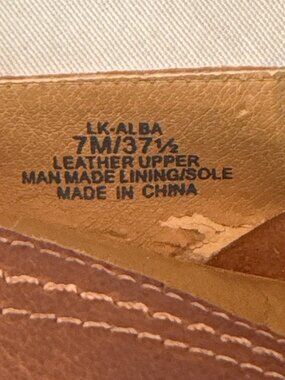 LK-ALBA
7M/37½
LEATHER UPPER
MAN MADE LINING/SOLE
MADE IN CHINA